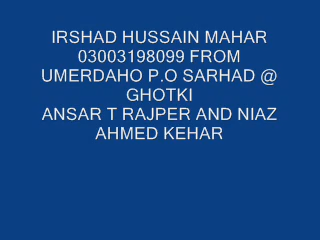 IRSHAD HUSSAIN MAHAR
03003198099 FROM
UMERDAHO P.O SARHAD @
GHOTKI
ANSAR T RAJPER AND NIAZ
AHMED KEHAR